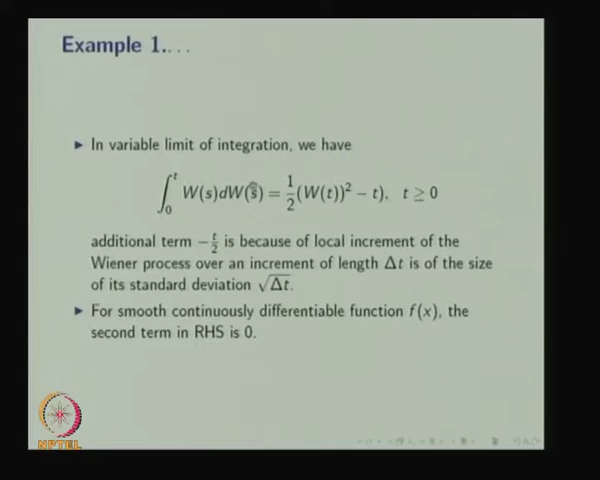 Example 1....
► In variable limit of integration, we have
∫₀ᵗ W(s)dW(s) = 1/2 (W(t))² − t), t ≥ 0
additional term −t/2 is because of local increment of the
Wiener process over an increment of length Δt is of the size
of its standard deviation √Δt.
► For smooth continuously differentiable function f(x), the
second term in RHS is 0.
NPTEL